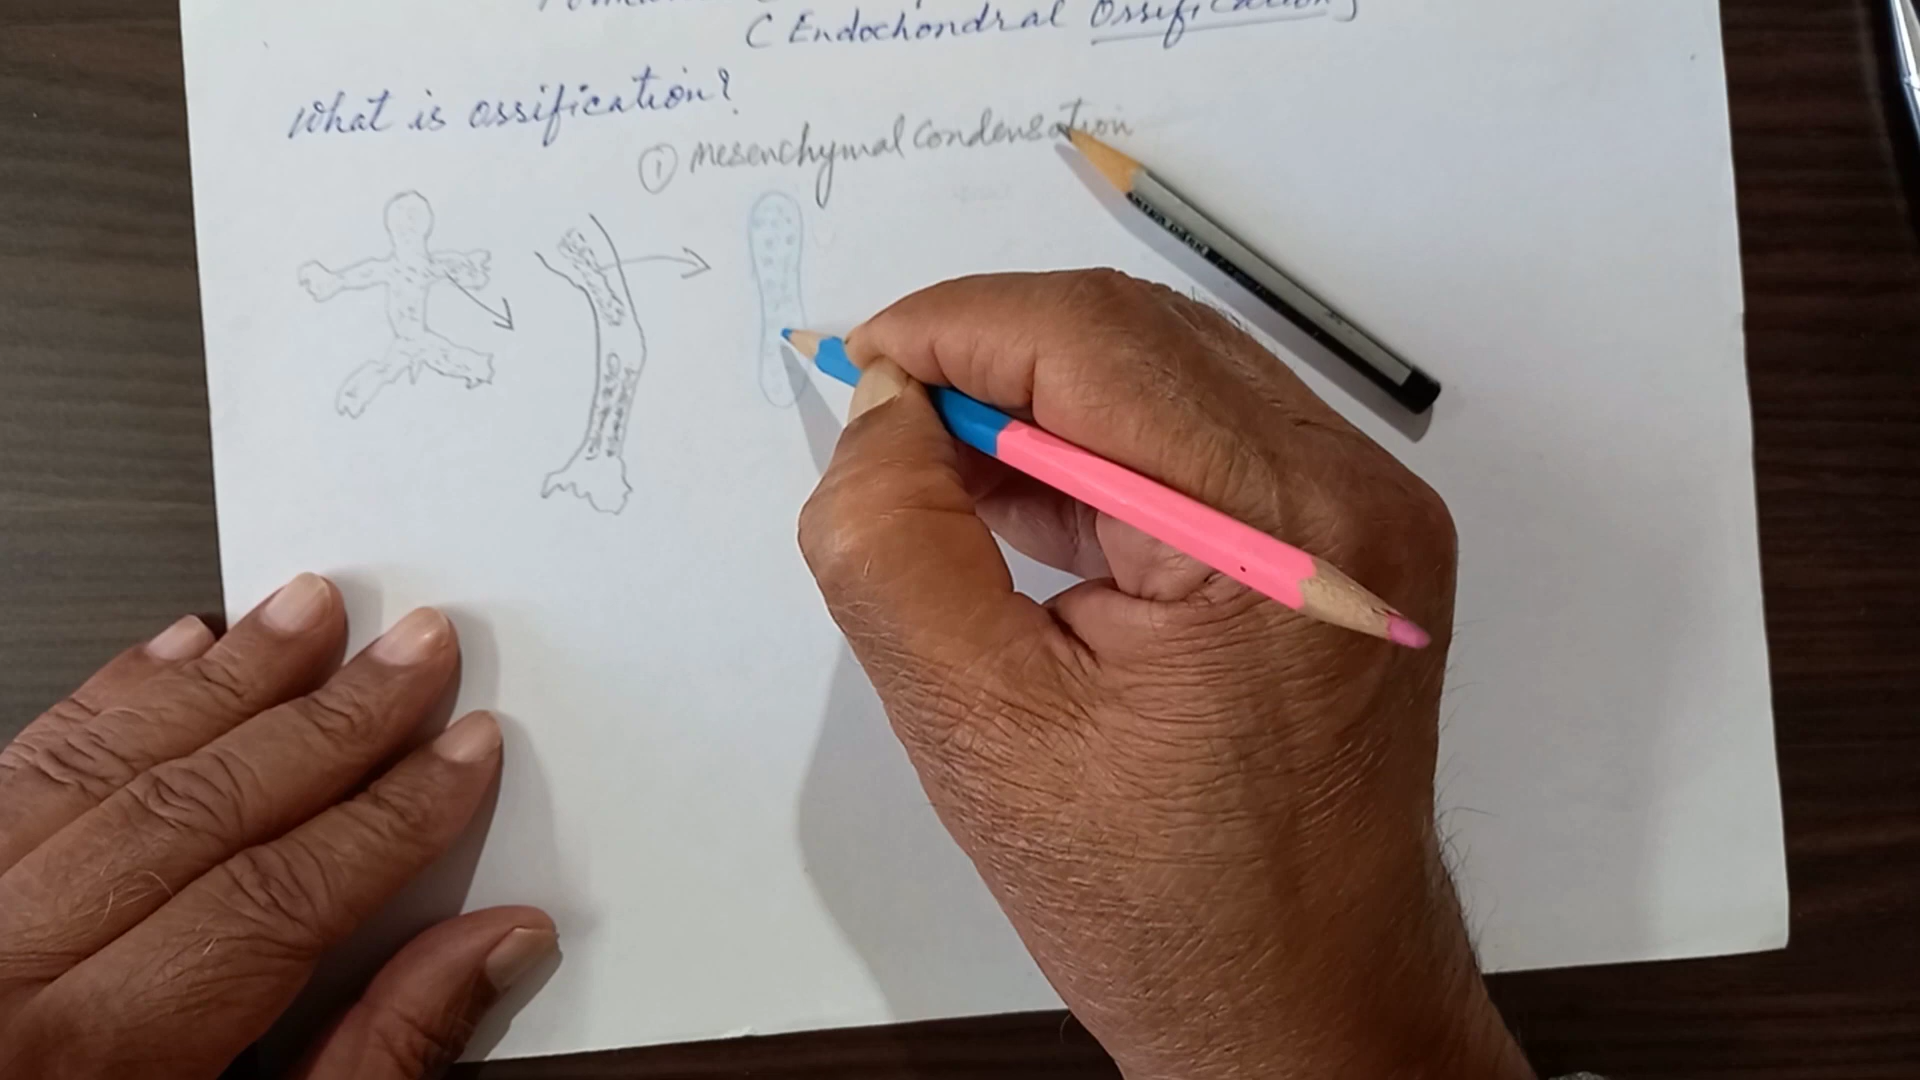 ( Endochondral Ossification)
What is ossification?
① Mesenchymal Condensation